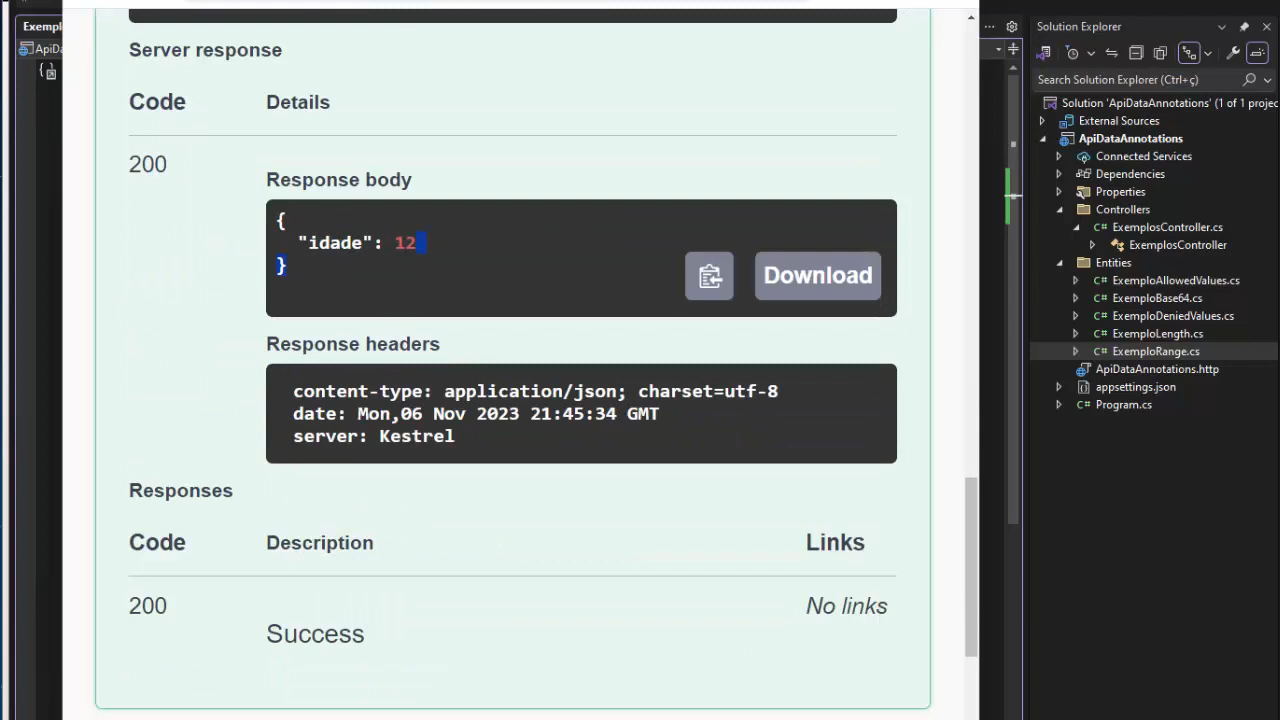 Exemplo
ApiDa
{
Server response
Code
Details
200
Response body
{
"idade": 12
}
Download
Response headers
content-type: application/json; charset=utf-8
date: Mon,06 Nov 2023 21:45:34 GMT
server: Kestrel
Responses
Code
Description
Links
200
Success
No links
Solution Explorer
Search Solution Explorer (Ctrl+ç)
Solution 'ApiDataAnnotations' (1 of 1 projec
External Sources
ApiDataAnnotations
Connected Services
Dependencies
Properties
Controllers
ExemplosController.cs
ExemplosController
Entities
ExemploAllowedValues.cs
ExemploBase64.cs
ExemploDeniedValues.cs
ExemploLength.cs
ExemploRange.cs
ApiDataAnnotations.http
appsettings.json
Program.cs